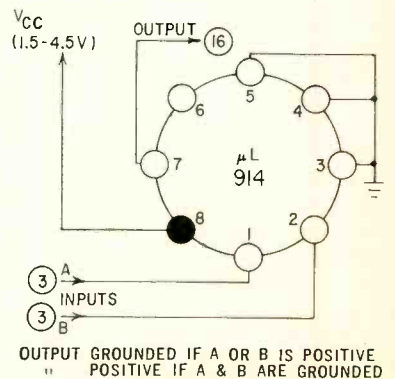 VCC
(1.5-4.5V)
OUTPUT
16
5
6
4
7
μL
914
3
8
2
1
3 A
INPUTS
3 B
OUTPUT GROUNDED IF A OR B IS POSITIVE
" POSITIVE IF A & B ARE GROUNDED